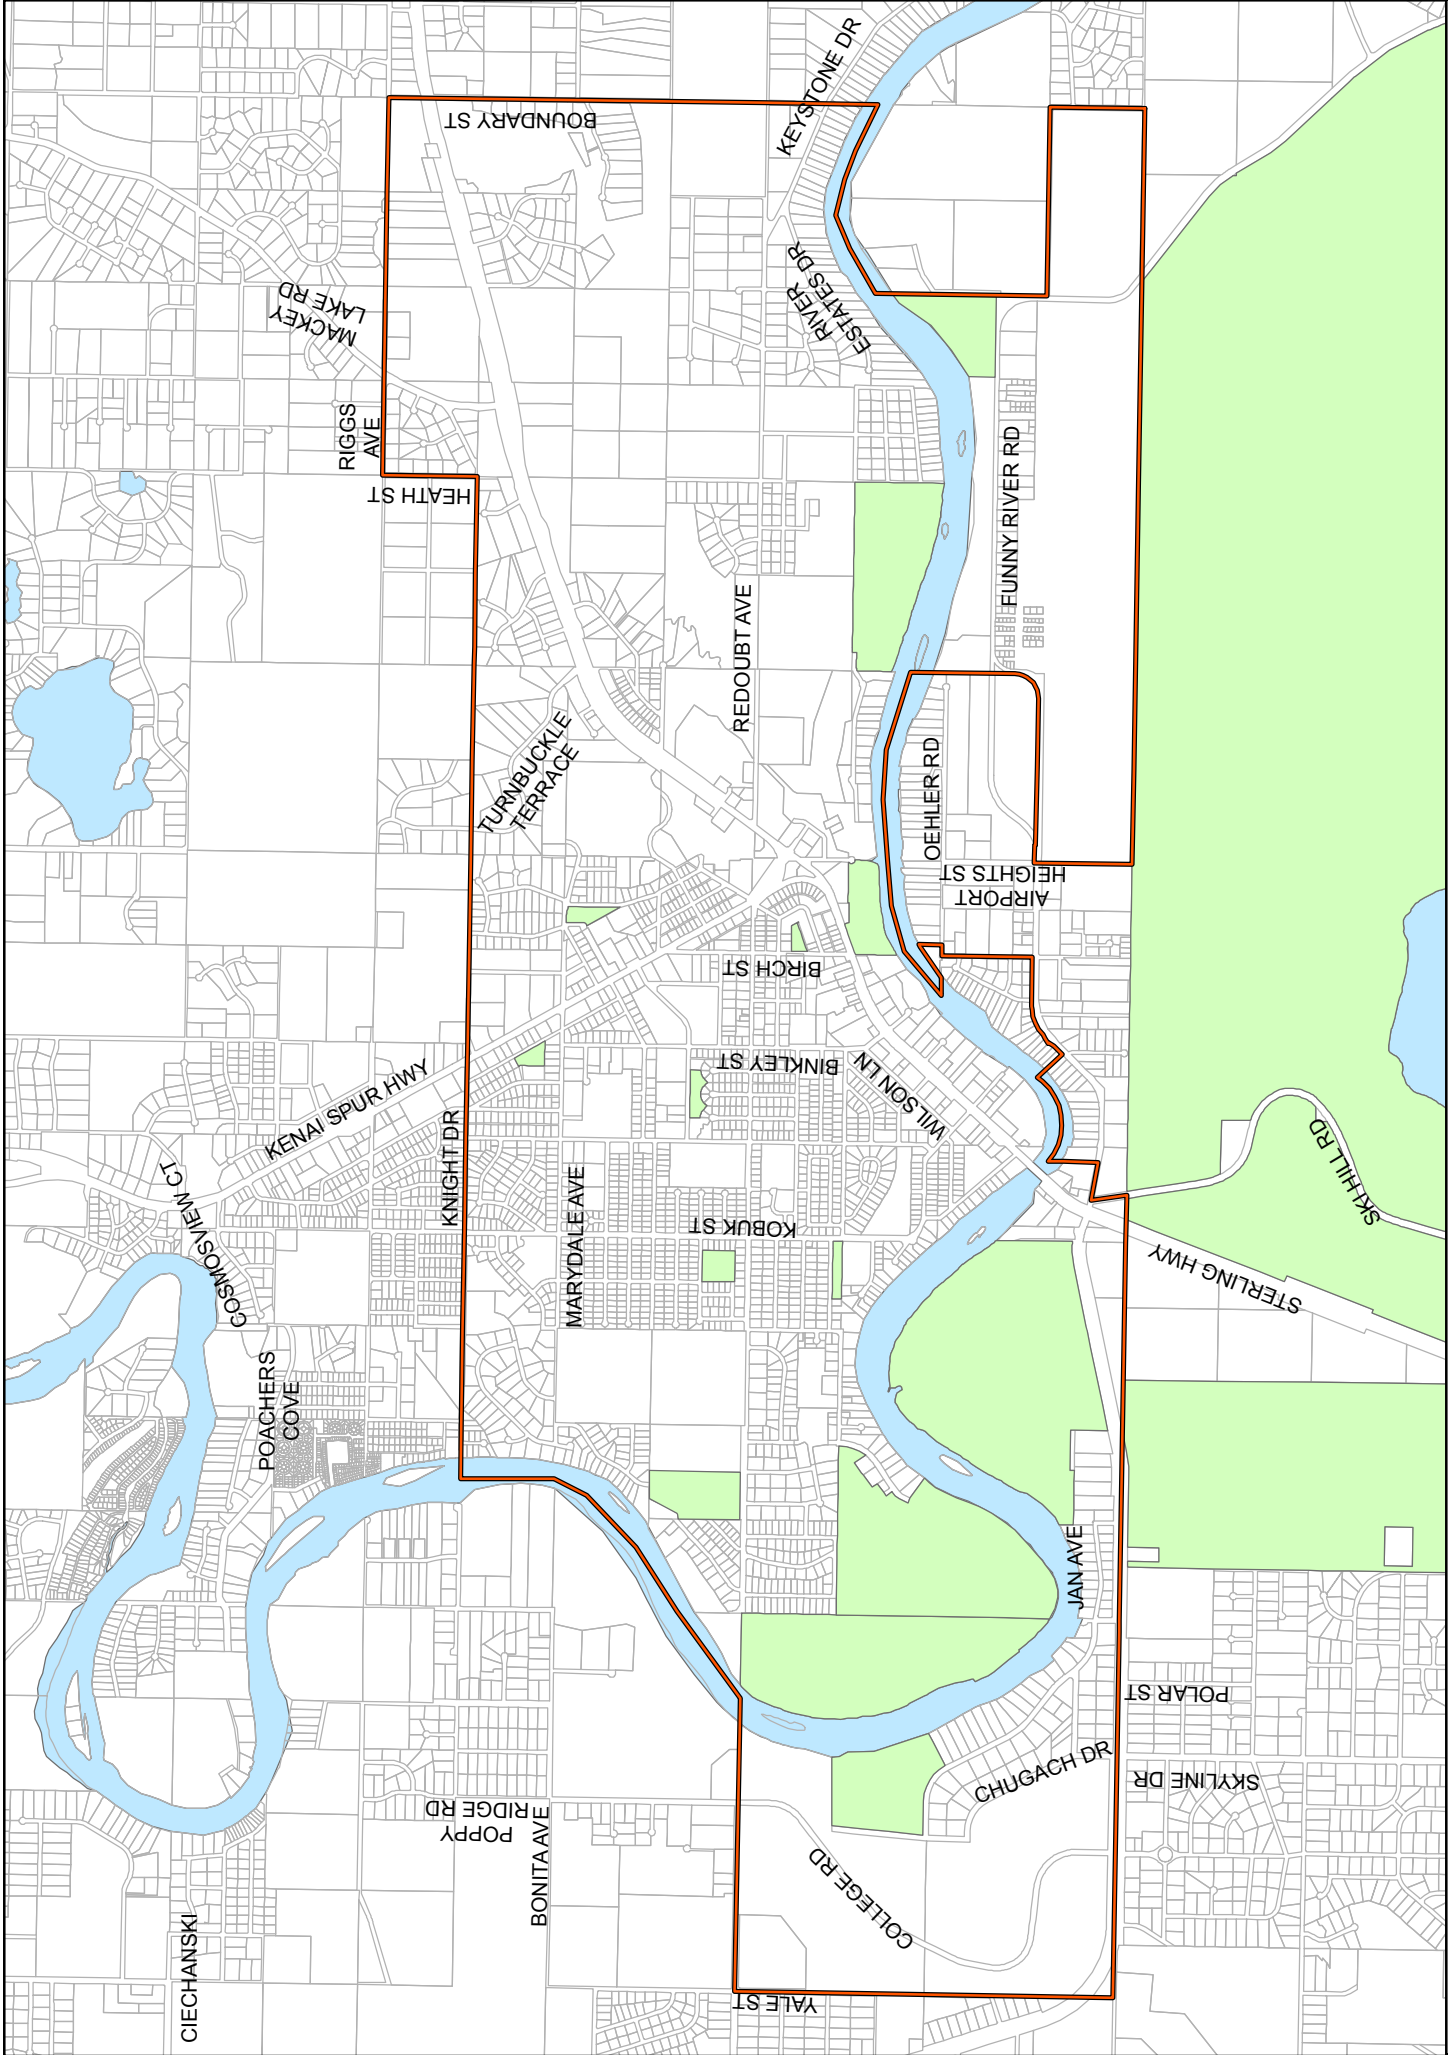 KEYSTONE DR
BOUNDARY ST
MACKEY
LAKE RD
RIVER
ESTATES DR
RIGGS
AVE
HEATH ST
FUNNY RIVER RD
REDOUBT AVE
TURNBUCKLE
TERRACE
OEHLER RD
AIRPORT
HEIGHTS ST
BIRCH ST
BINKLEY ST
WILSON LN
KENAI SPUR HWY
KNIGHT DR
COSMOSVIEW CT
MARYDALE AVE
KOBUK ST
SKI HILL RD
STERLING HWY
POACHERS
COVE
JAN AVE
POLAR ST
SKYLINE DR
CHUGACH DR
POPPY
RIDGE RD
BONITA AVE
COLLEGE RD
CIECHANSKI
YALE ST